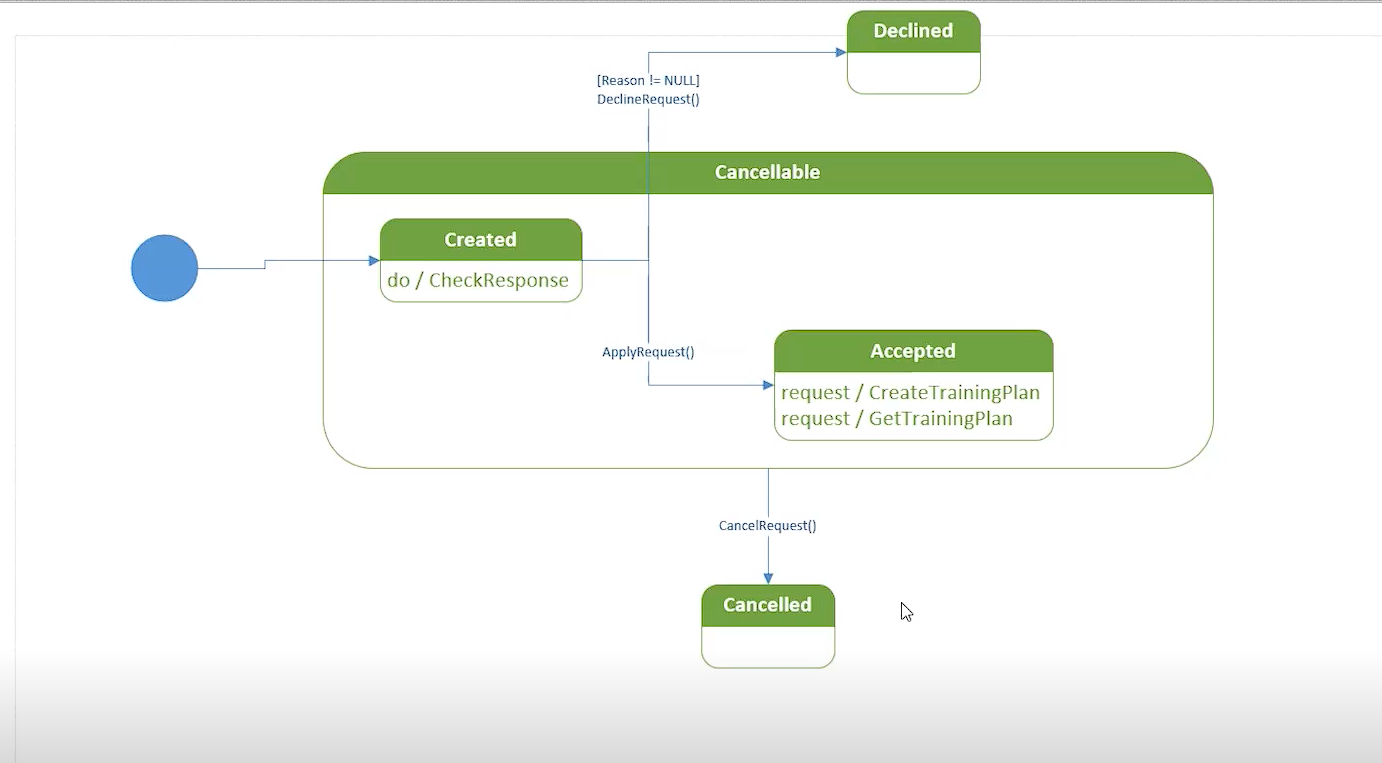 Declined
[Reason != NULL]
DeclineRequest()
Cancellable
Created
do / CheckResponse
ApplyRequest()
Accepted
request / CreateTrainingPlan
request / GetTrainingPlan
CancelRequest()
Cancelled